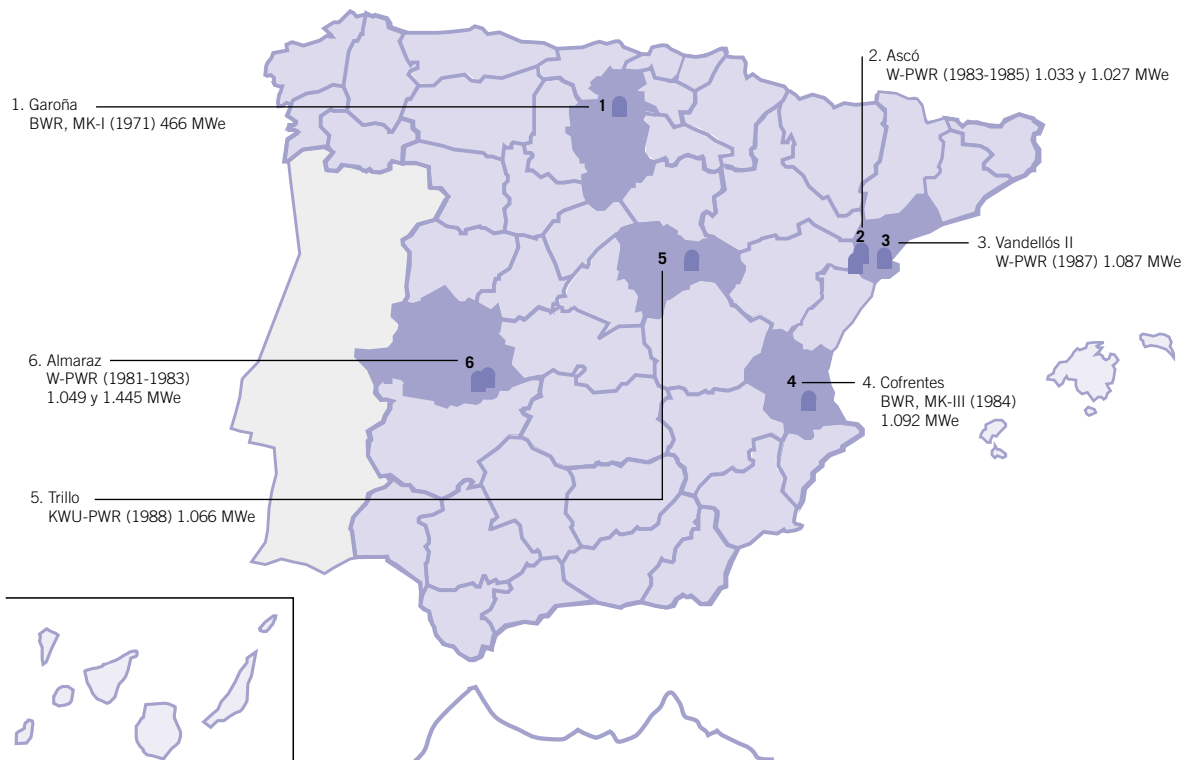 1. Garoña
BWR, MK-I (1971) 466 MWe
1
2. Ascó
W-PWR (1983-1985) 1.033 y 1.027 MWe
2
3
3. Vandellós II
W-PWR (1987) 1.087 MWe
5
6. Almaraz
W-PWR (1981-1983)
1.049 y 1.445 MWe
6
4
4. Cofrentes
BWR, MK-III (1984)
1.092 MWe
5. Trillo
KWU-PWR (1988) 1.066 MWe